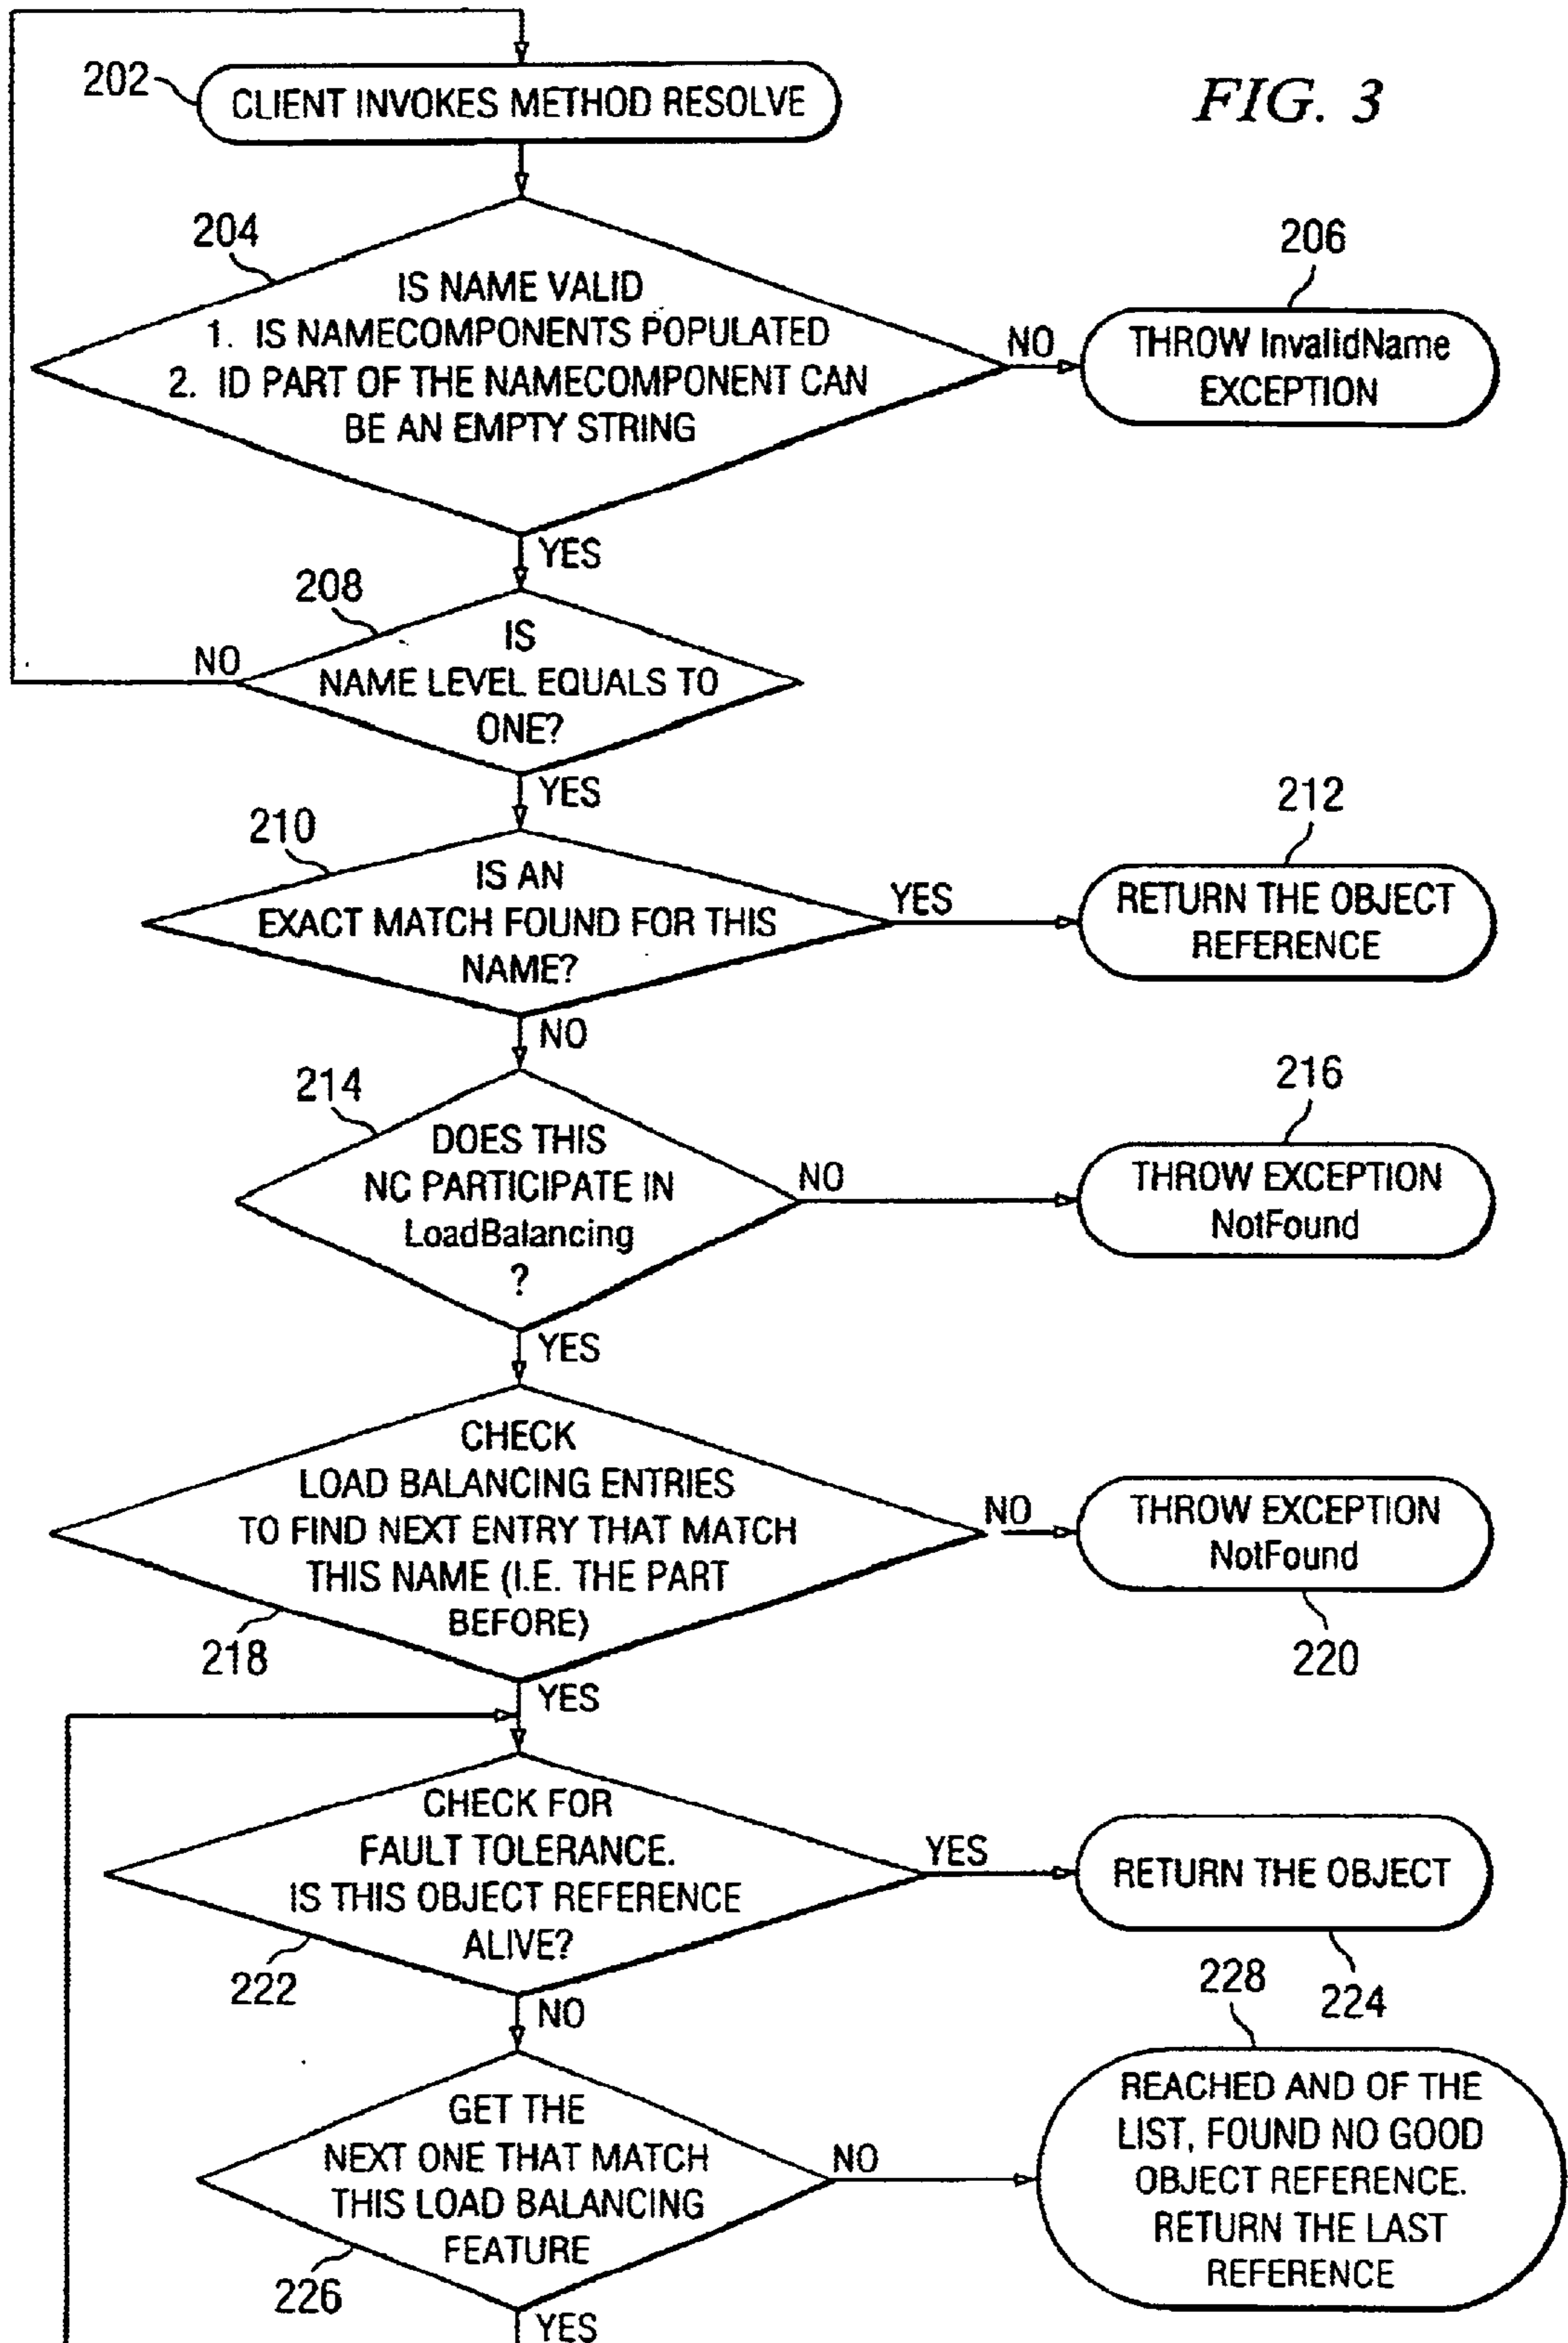 FIG. 3
202
CLIENT INVOKES METHOD RESOLVE
204
IS NAME VALID
1. IS NAMECOMPONENTS POPULATED
2. ID PART OF THE NAMECOMPONENT CAN
BE AN EMPTY STRING
NO
206
THROW InvalidName
EXCEPTION
YES
208
IS
NAME LEVEL EQUALS TO
ONE?
NO
YES
210
IS AN
EXACT MATCH FOUND FOR THIS
NAME?
YES
212
RETURN THE OBJECT
REFERENCE
NO
214
DOES THIS
NC PARTICIPATE IN
LoadBalancing
?
NO
216
THROW EXCEPTION
NotFound
YES
CHECK
LOAD BALANCING ENTRIES
TO FIND NEXT ENTRY THAT MATCH
THIS NAME (I.E. THE PART
BEFORE)
218
NO
THROW EXCEPTION
NotFound
220
YES
CHECK FOR
FAULT TOLERANCE.
IS THIS OBJECT REFERENCE
ALIVE?
222
YES
RETURN THE OBJECT
224
NO
GET THE
NEXT ONE THAT MATCH
THIS LOAD BALANCING
FEATURE
226
NO
228
REACHED AND OF THE
LIST, FOUND NO GOOD
OBJECT REFERENCE.
RETURN THE LAST
REFERENCE
YES